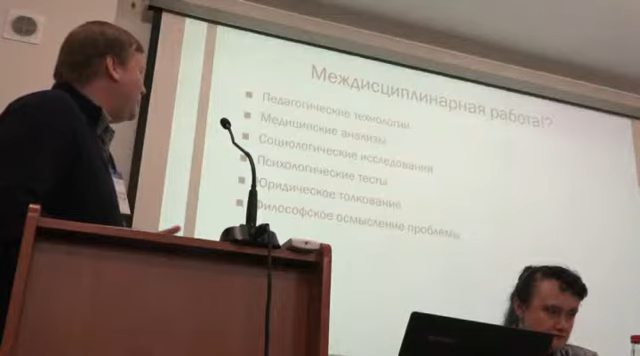 Междисциплинарная работа!?
Педагогические технологии
Медицинские анализы
Социологические исследования
Психологические тесты
Юридическое толкование
Философское осмысление проблемы